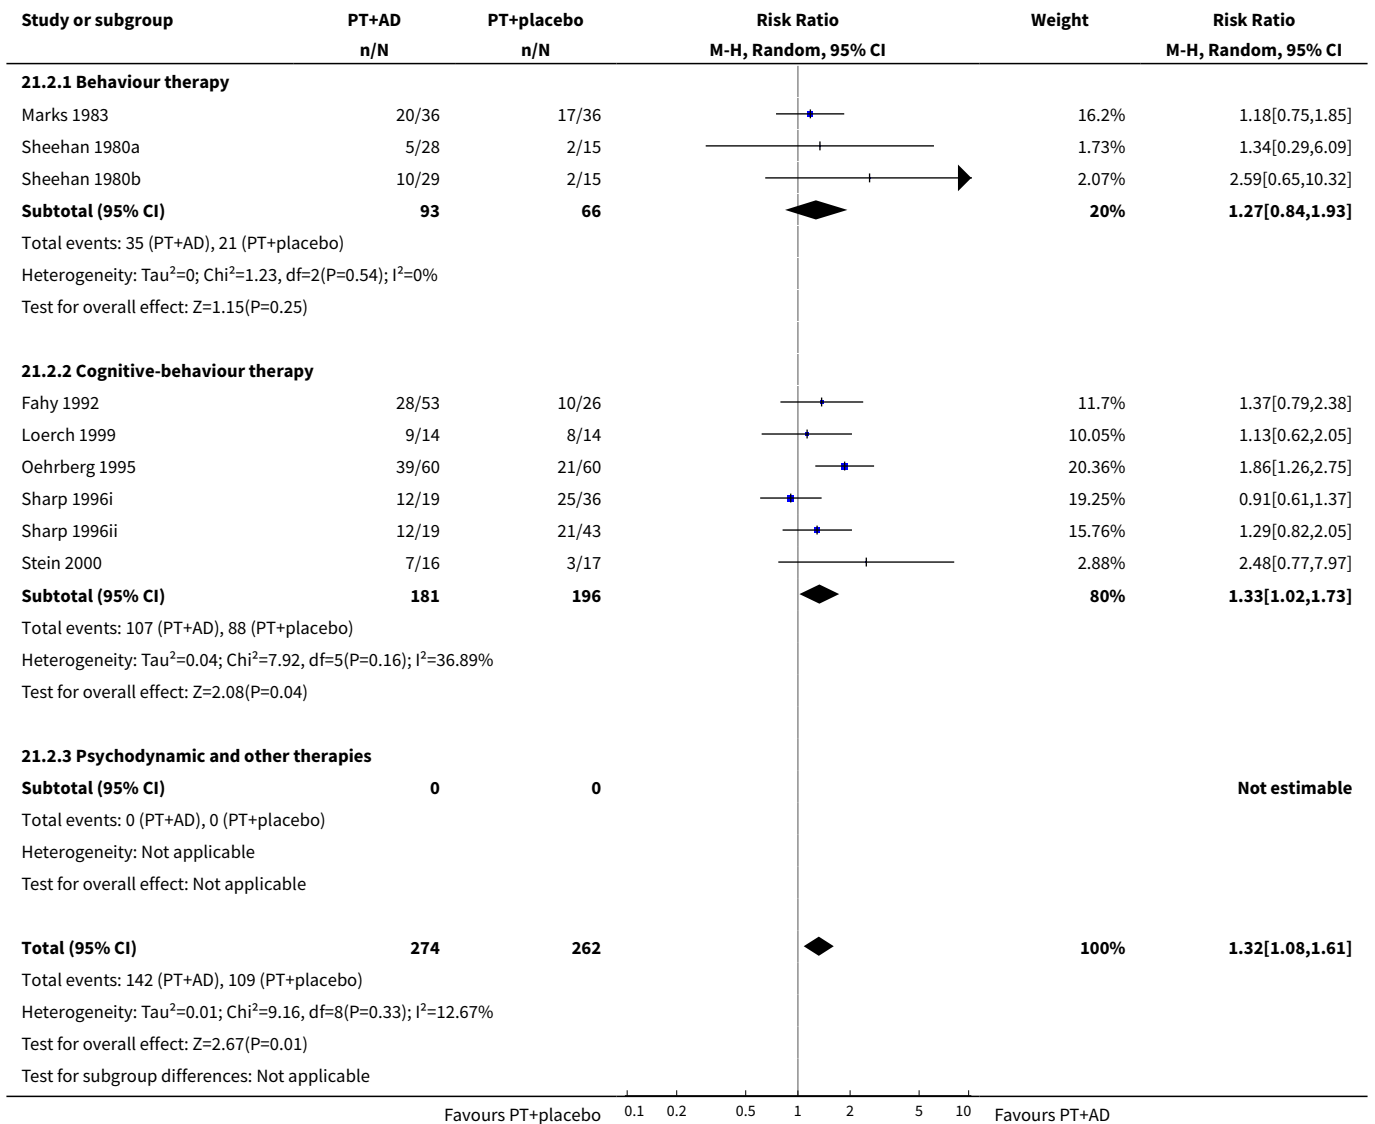 Study or subgroup PT+AD PT+placebo Risk Ratio Weight Risk Ratio
n/N n/N M-H, Random, 95% CI M-H, Random, 95% CI
21.2.1 Behaviour therapy
Marks 1983 20/36 17/36 16.2% 1.18[0.75,1.85]
Sheehan 1980a 5/28 2/15 1.73% 1.34[0.29,6.09]
Sheehan 1980b 10/29 2/15 2.07% 2.59[0.65,10.32]
Subtotal (95% CI) 93 66 20% 1.27[0.84,1.93]
Total events: 35 (PT+AD), 21 (PT+placebo)
Heterogeneity: Tau²=0; Chi²=1.23, df=2(P=0.54); I²=0%
Test for overall effect: Z=1.15(P=0.25)
21.2.2 Cognitive-behaviour therapy
Fahy 1992 28/53 10/26 11.7% 1.37[0.79,2.38]
Loerch 1999 9/14 8/14 10.05% 1.13[0.62,2.05]
Oehrberg 1995 39/60 21/60 20.36% 1.86[1.26,2.75]
Sharp 1996i 12/19 25/36 19.25% 0.91[0.61,1.37]
Sharp 1996ii 12/19 21/43 15.76% 1.29[0.82,2.05]
Stein 2000 7/16 3/17 2.88% 2.48[0.77,7.97]
Subtotal (95% CI) 181 196 80% 1.33[1.02,1.73]
Total events: 107 (PT+AD), 88 (PT+placebo)
Heterogeneity: Tau²=0.04; Chi²=7.92, df=5(P=0.16); I²=36.89%
Test for overall effect: Z=2.08(P=0.04)
21.2.3 Psychodynamic and other therapies
Subtotal (95% CI) 0 0 Not estimable
Total events: 0 (PT+AD), 0 (PT+placebo)
Heterogeneity: Not applicable
Test for overall effect: Not applicable
Total (95% CI) 274 262 100% 1.32[1.08,1.61]
Total events: 142 (PT+AD), 109 (PT+placebo)
Heterogeneity: Tau²=0.01; Chi²=9.16, df=8(P=0.33); I²=12.67%
Test for overall effect: Z=2.67(P=0.01)
Test for subgroup differences: Not applicable
Favours PT+placebo 0.1 0.2 0.5 1 2 5 10 Favours PT+AD